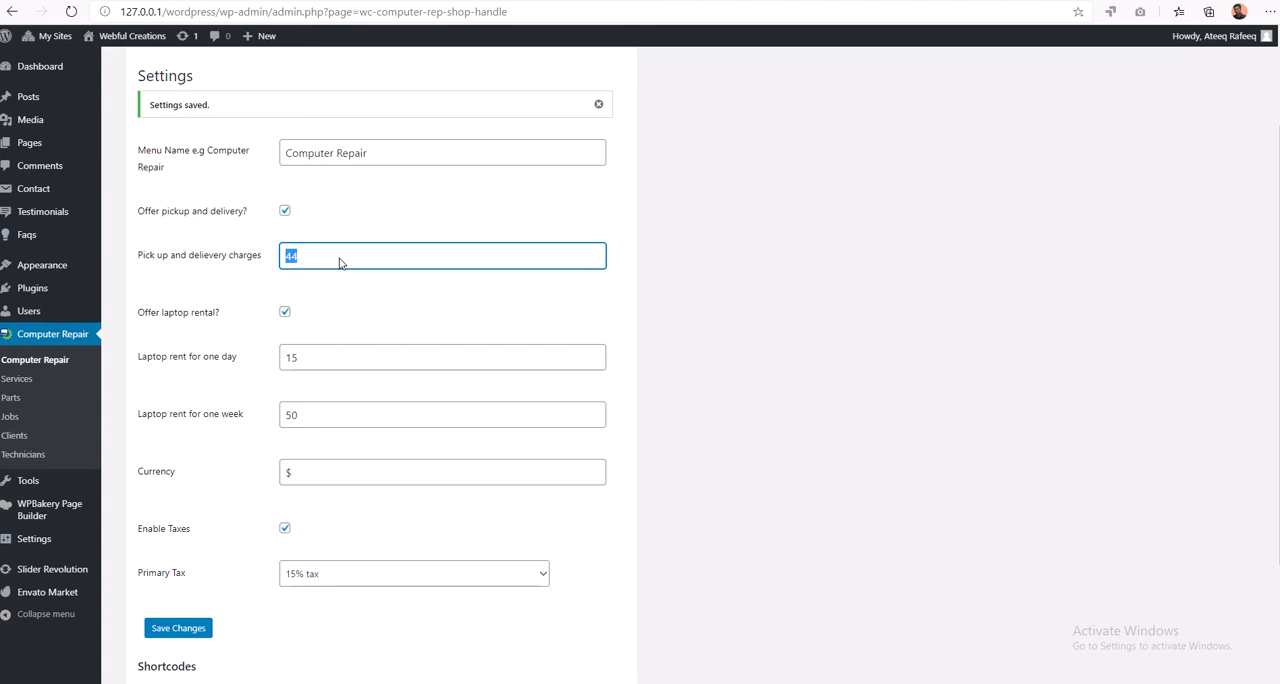 127.0.0.1/wordpress/wp-admin/admin.php?page=wc-computer-rep-shop-handle
My Sites
Webful Creations
1
0
New
Howdy, Ateeq Rafeeq
Dashboard
Posts
Media
Pages
Comments
Contact
Testimonials
Faqs
Appearance
Plugins
Users
Computer Repair
Computer Repair
Services
Parts
Jobs
Clients
Technicians
Tools
WPBakery Page
Builder
Settings
Slider Revolution
Envato Market
Collapse menu
Settings
Settings saved.
Menu Name e.g Computer
Repair
Computer Repair
Offer pickup and delivery?
Pick up and delievery charges
44
Offer laptop rental?
Laptop rent for one day
15
Laptop rent for one week
50
Currency
$
Enable Taxes
Primary Tax
15% tax
Save Changes
Shortcodes
Activate Windows
Go to Settings to activate Windows.